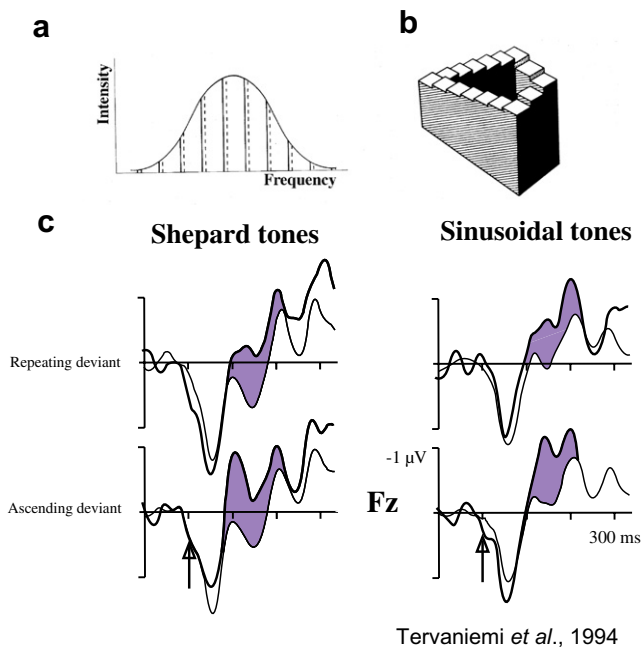 a
b
Intensity
Frequency
c
Shepard tones
Sinusoidal tones
Repeating deviant
Ascending deviant
-1 µV
Fz
300 ms
Tervaniemi et al., 1994